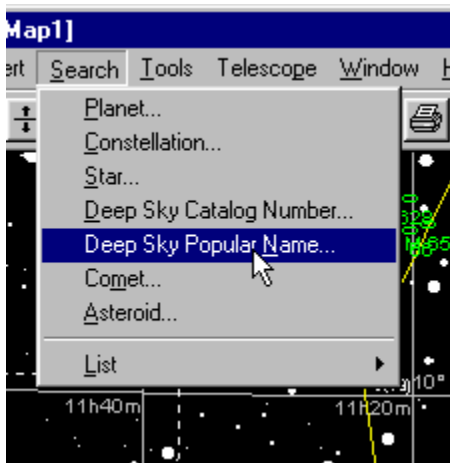 Map1]
ert Search Tools Telescope Window H
Planet...
Constellation...
Star...
Deep Sky Catalog Number...
Deep Sky Popular Name...
Comet...
Asteroid...
List
10°
11h40m 11h20m